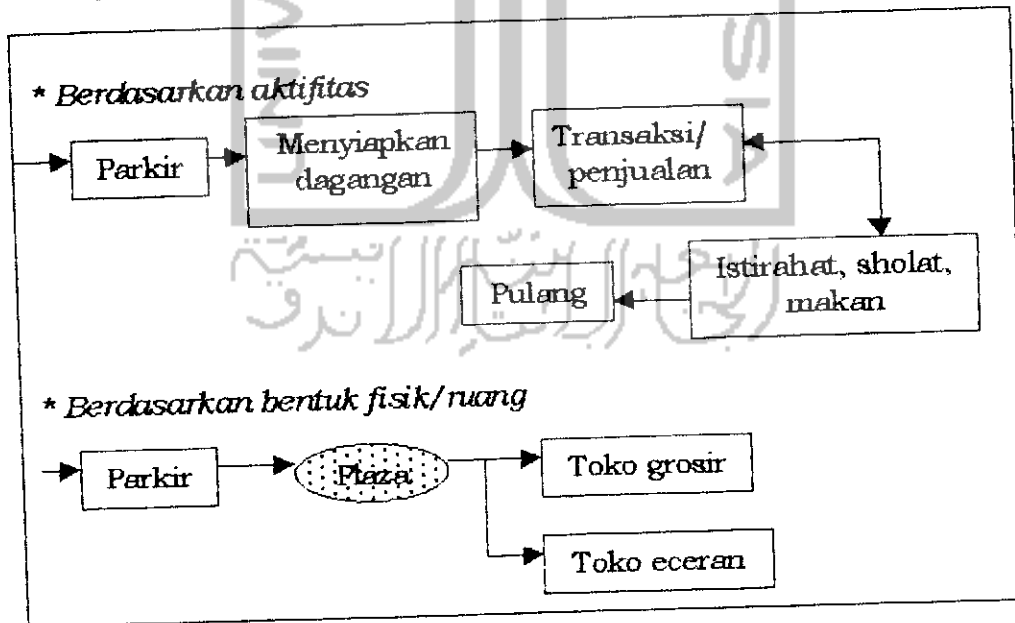 * Berdasarkan aktifitas
Parkir
Menyiapkan
dagangan
Transaksi/
penjualan
Istirahat, sholat,
makan
Pulang
* Berdasarkan bentuk fisik/ruang
Parkir
Plaza
Toko grosir
Toko eceran